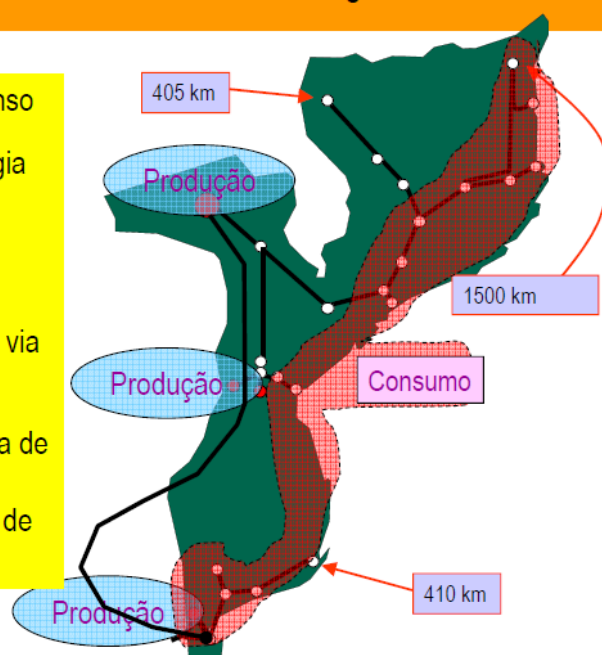 nso
gia
via
a de
de
405 km
Produção
1500 km
Produção
Consumo
410 km
Produção